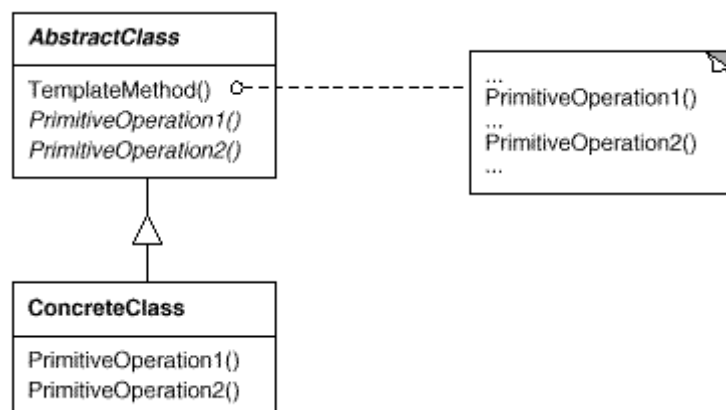 AbstractClass
TemplateMethod()
PrimitiveOperation1()
PrimitiveOperation2()
...
PrimitiveOperation1()
...
PrimitiveOperation2()
...
ConcreteClass
PrimitiveOperation1()
PrimitiveOperation2()